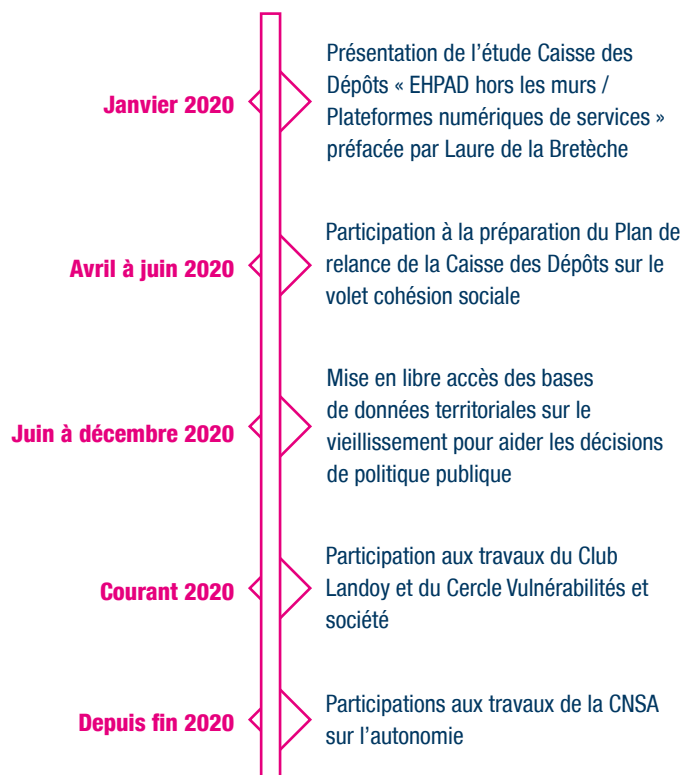 Janvier 2020
Présentation de l’étude Caisse des
Dépôts « EHPAD hors les murs /
Plateformes numériques de services »
préfacée par Laure de la Bretèche
Avril à juin 2020
Participation à la préparation du Plan de
relance de la Caisse des Dépôts sur le
volet cohésion sociale
Juin à décembre 2020
Mise en libre accès des bases
de données territoriales sur le
vieillissement pour aider les décisions
de politique publique
Courant 2020
Participation aux travaux du Club
Landoy et du Cercle Vulnérabilités et
société
Depuis fin 2020
Participations aux travaux de la CNSA
sur l’autonomie